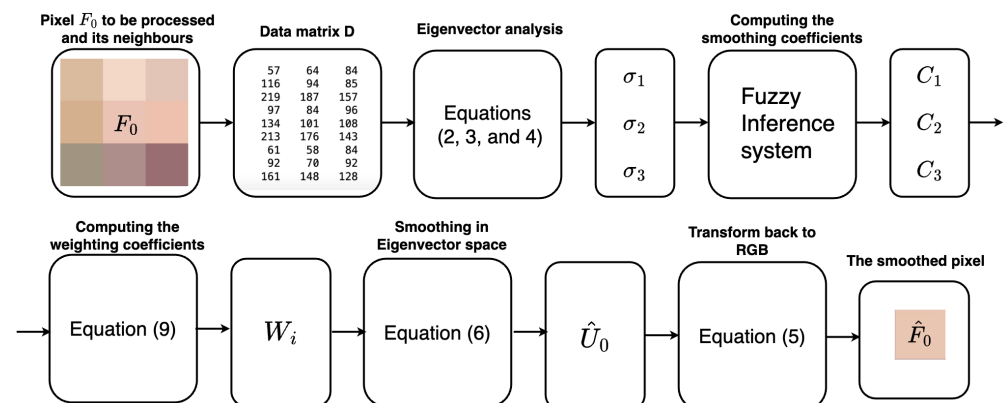 Pixel F₀ to be processed
and its neighbours
Data matrix D
Eigenvector analysis
Computing the
smoothing coefficients
F₀
57 64 84
116 94 85
219 187 157
97 84 96
134 101 108
213 176 143
61 58 84
92 70 92
161 148 128
Equations
(2, 3, and 4)
σ₁
σ₂
σ₃
Fuzzy
Inference
system
C₁
C₂
C₃
Computing the
weighting coefficients
Smoothing in
Eigenvector space
Transform back to
RGB
The smoothed pixel
Equation (9)
Wᵢ
Equation (6)
Û₀
Equation (5)
F̂₀